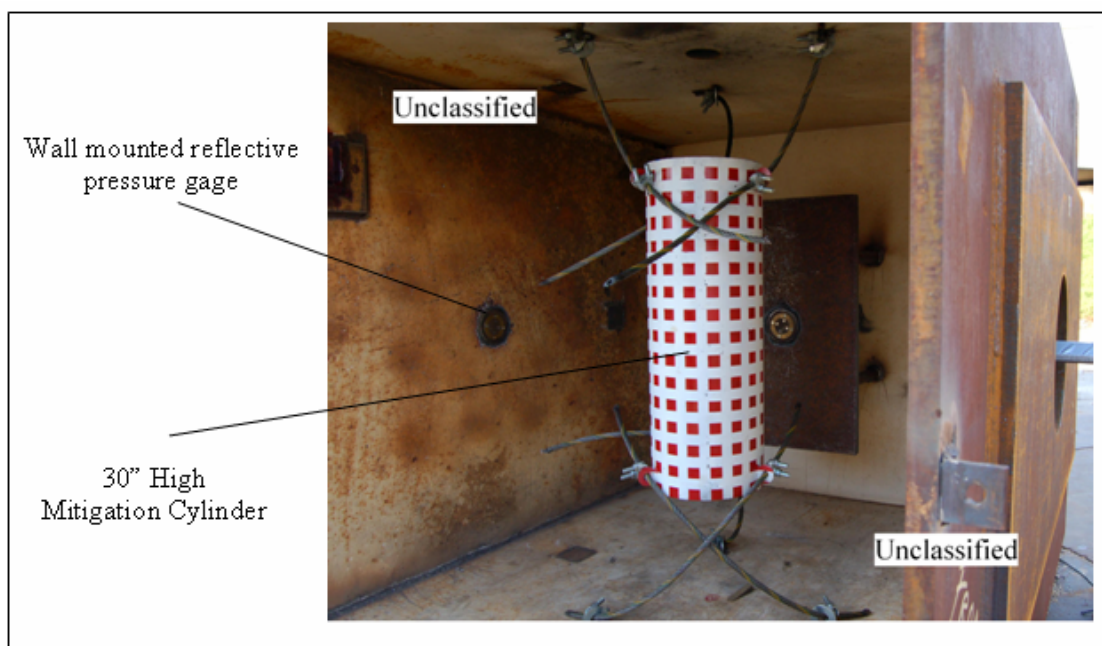 Unclassified
Wall mounted reflective
pressure gage
30” High
Mitigation Cylinder
Unclassified